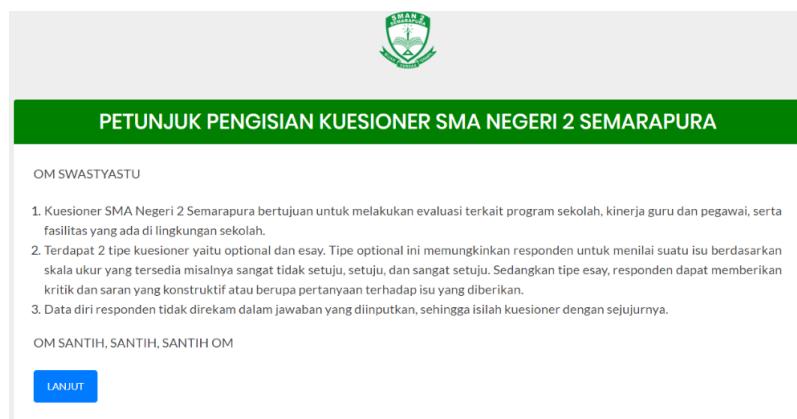 SMAN 2
SEMARAPURA
PETUNJUK PENGISIAN KUESIONER SMA NEGERI 2 SEMARAPURA
OM SWASTYASTU
1. Kuesioner SMA Negeri 2 Semarapura bertujuan untuk melakukan evaluasi terkait program sekolah, kinerja guru dan pegawai, serta
fasilitas yang ada di lingkungan sekolah.
2. Terdapat 2 tipe kuesioner yaitu optional dan esay. Tipe optional ini memungkinkan responden untuk menilai suatu isu berdasarkan
skala ukur yang tersedia misalnya sangat tidak setuju, setuju, dan sangat setuju. Sedangkan tipe esay, responden dapat memberikan
kritik dan saran yang konstruktif atau berupa pertanyaan terhadap isu yang diberikan.
3. Data diri responden tidak direkam dalam jawaban yang diinputkan, sehingga isilah kuesioner dengan sejujurnya.
OM SANTIH, SANTIH, SANTIH OM
LANJUT